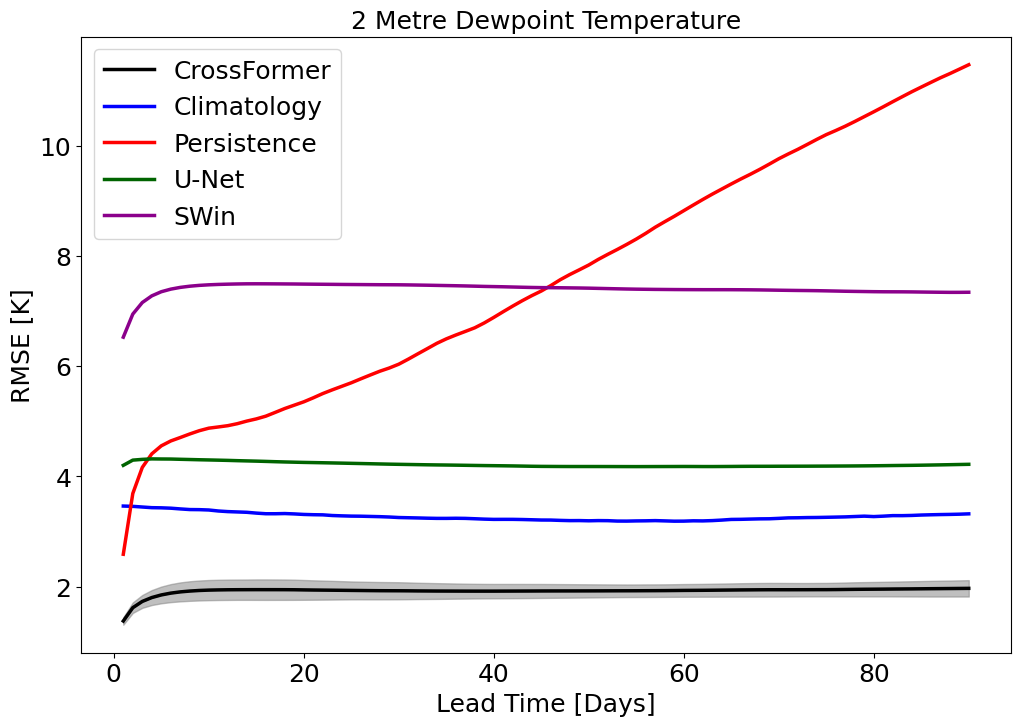 2 Metre Dewpoint Temperature
CrossFormer
Climatology
Persistence
U-Net
SWin
RMSE [K]
10
8
6
4
2
0 20 40 60 80
Lead Time [Days]